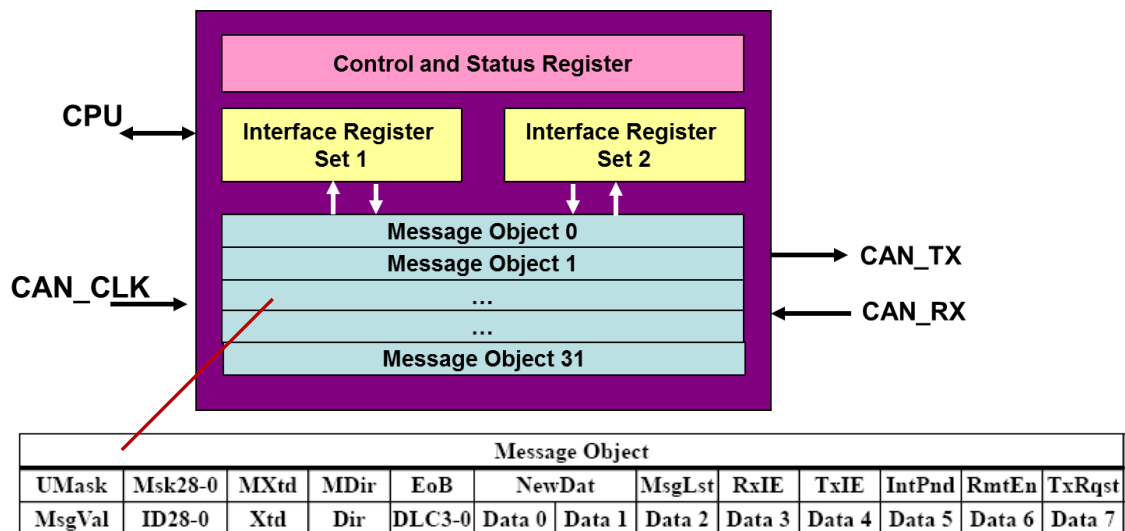 Control and Status Register
CPU
Interface Register
Set 1
Interface Register
Set 2
Message Object 0
Message Object 1
CAN_TX
CAN_CLK
...
CAN_RX
...
Message Object 31
Message Object
UMask Msk28-0 MXtd MDir EoB NewDat MsgLst RxIE TxIE IntPnd RmtEn TxRqst
MsgVal ID28-0 Xtd Dir DLC3-0 Data 0 Data 1 Data 2 Data 3 Data 4 Data 5 Data 6 Data 7